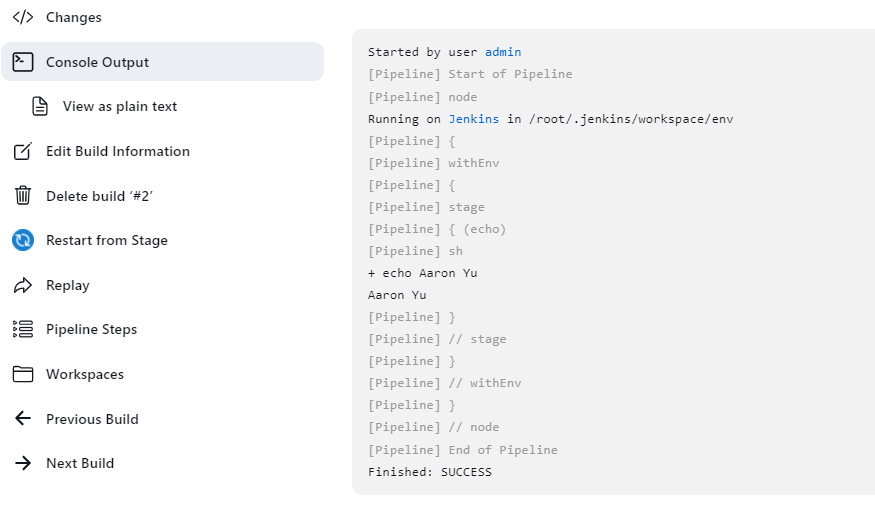 Changes
Console Output
View as plain text
Edit Build Information
Delete build ‘#2’
Restart from Stage
Replay
Pipeline Steps
Workspaces
Previous Build
Next Build
Started by user admin
[Pipeline] Start of Pipeline
[Pipeline] node
Running on Jenkins in /root/.jenkins/workspace/env
[Pipeline] {
[Pipeline] withEnv
[Pipeline] {
[Pipeline] stage
[Pipeline] { (echo)
[Pipeline] sh
+ echo Aaron Yu
Aaron Yu
[Pipeline] }
[Pipeline] // stage
[Pipeline] }
[Pipeline] // withEnv
[Pipeline] }
[Pipeline] // node
[Pipeline] End of Pipeline
Finished: SUCCESS